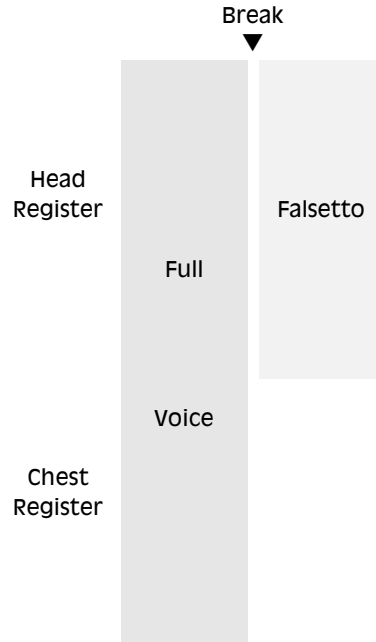 Break
Head
Register
Falsetto
Full
Voice
Chest
Register